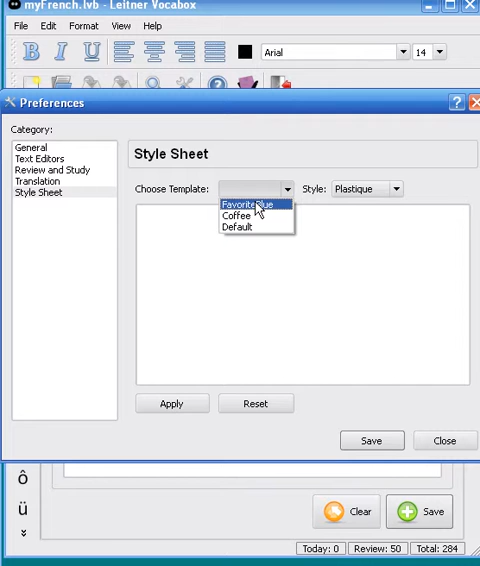 myFrench.lvb - Leitner Vocabox
File Edit Format View Help
B I U Arial 14
Preferences
Category:
General
Text Editors
Review and Study
Translation
Style Sheet
Style Sheet
Choose Template: Style: Plastique
Coffee
Default
Apply Reset
Save Close
ô
ü
Clear Save
Today: 0 Review: 50 Total: 284